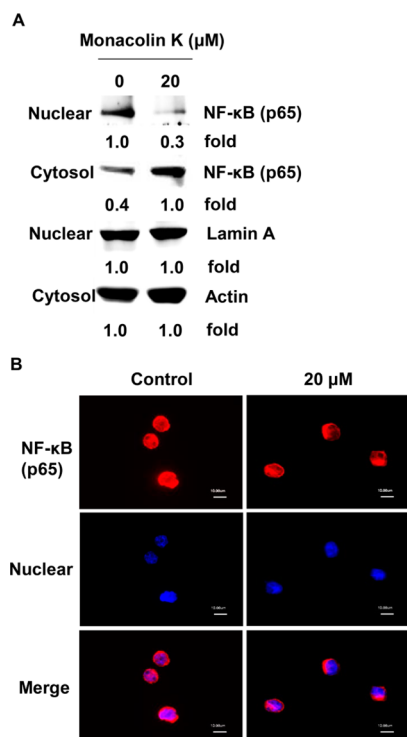 A
Monacolin K (µM)
0 20
Nuclear NF-κB (p65)
1.0 0.3 fold
Cytosol NF-κB (p65)
0.4 1.0 fold
Nuclear Lamin A
1.0 1.0 fold
Cytosol Actin
1.0 1.0 fold
B
Control 20 µM
NF-κB
(p65)
Nuclear
Merge